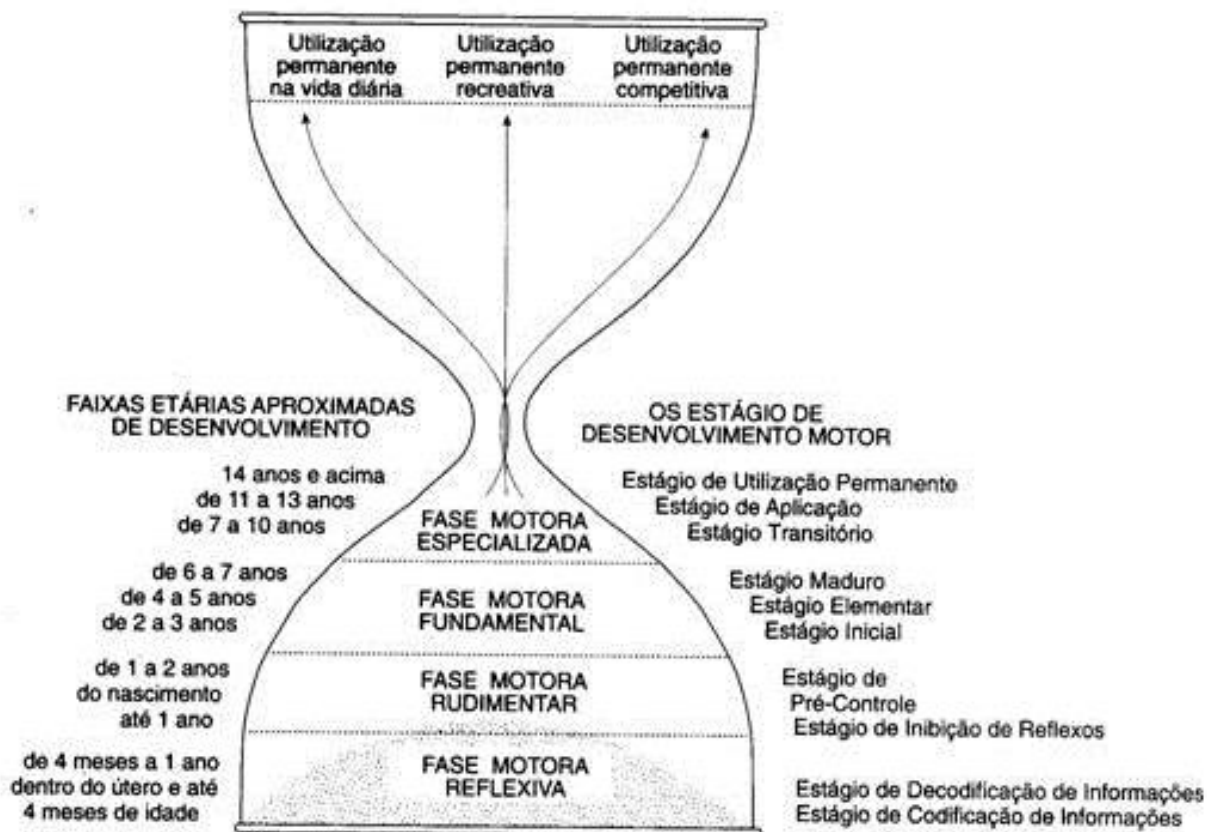 Utilização
permanente
na vida diária
Utilização
permanente
recreativa
Utilização
permanente
competitiva
FAIXAS ETÁRIAS APROXIMADAS
DE DESENVOLVIMENTO
OS ESTÁGIO DE
DESENVOLVIMENTO MOTOR
14 anos e acima
de 11 a 13 anos
de 7 a 10 anos
FASE MOTORA
ESPECIALIZADA
Estágio de Utilização Permanente
Estágio de Aplicação
Estágio Transitório
de 6 a 7 anos
de 4 a 5 anos
de 2 a 3 anos
FASE MOTORA
FUNDAMENTAL
Estágio Maduro
Estágio Elementar
Estágio Inicial
de 1 a 2 anos
do nascimento
até 1 ano
FASE MOTORA
RUDIMENTAR
Estágio de
Pré-Controle
Estágio de Inibição de Reflexos
de 4 meses a 1 ano
dentro do útero e até
4 meses de idade
FASE MOTORA
REFLEXIVA
Estágio de Decodificação de Informações
Estágio de Codificação de Informações